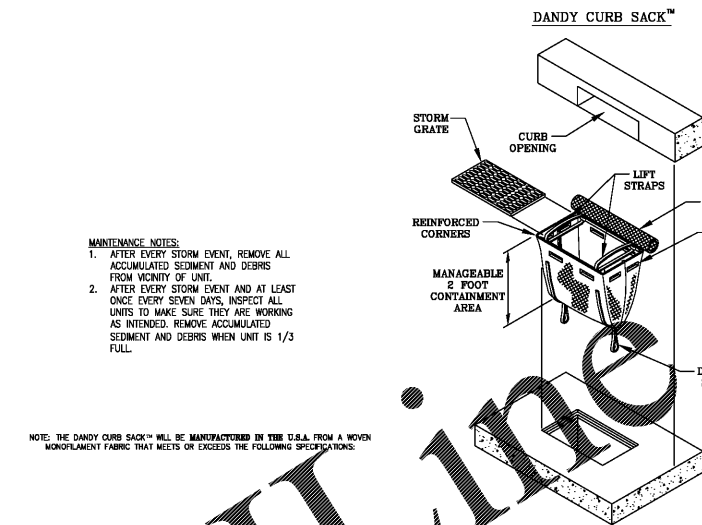 DANDY CURB SACK™
STORM
GRATE
CURB
OPENING
LIFT
STRAPS
REINFORCED
CORNERS
MANAGEABLE
2 FOOT
CONTAINMENT
AREA
MAINTENANCE NOTES:
1. AFTER EVERY STORM EVENT, REMOVE ALL
ACCUMULATED SEDIMENT AND DEBRIS
FROM VICINITY OF UNIT.
2. AFTER EVERY STORM EVENT AND AT LEAST
ONCE EVERY SEVEN DAYS, INSPECT ALL
UNITS TO MAKE SURE THEY ARE WORKING
AS INTENDED. REMOVE ACCUMULATED
SEDIMENT AND DEBRIS WHEN UNIT IS 1/3
FULL.
D
NOTE: THE DANDY CURB SACK™ WILL BE MANUFACTURED IN THE U.S.A. FROM A WOVEN
MONOFILAMENT FABRIC THAT MEETS OR EXCEEDS THE FOLLOWING SPECIFICATIONS:
Line